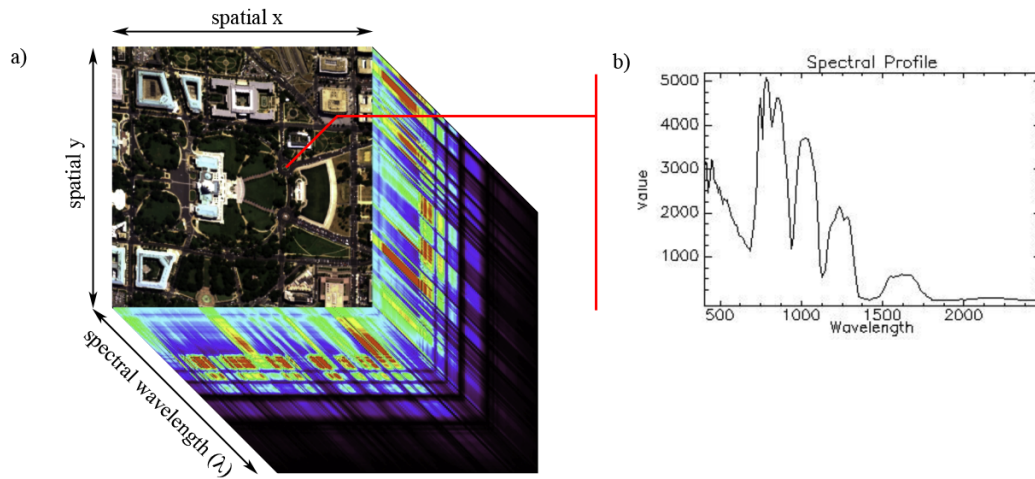 a)
spatial x
spatial y
spectral wavelength (λ)
b)
Spectral Profile
Value
5000
4000
3000
2000
1000
500
1000
1500
2000
Wavelength